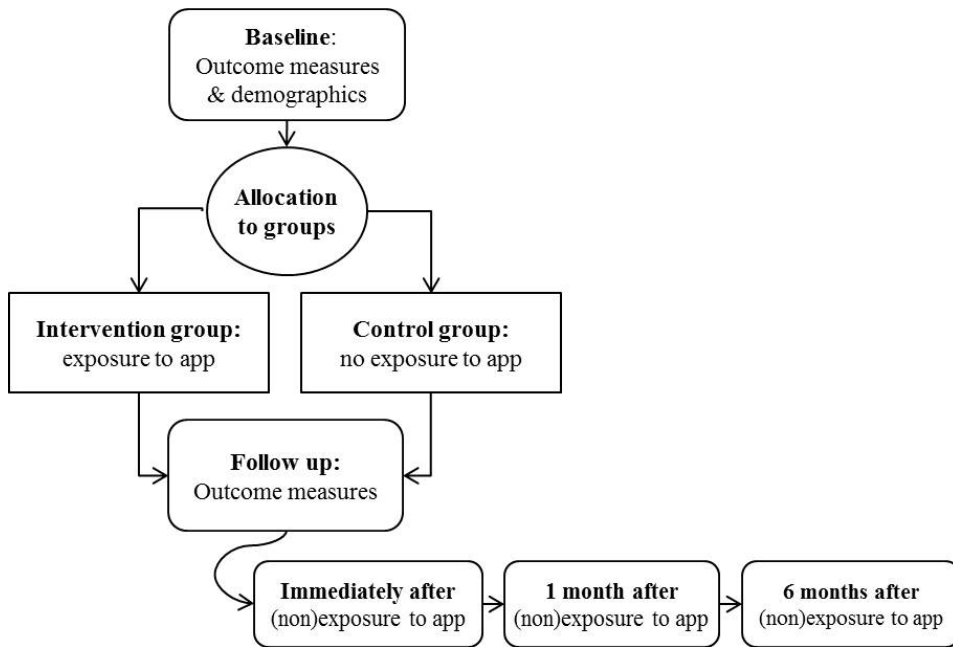 Baseline:
Outcome measures
& demographics
Allocation
to groups
Intervention group:
exposure to app
Control group:
no exposure to app
Follow up:
Outcome measures
Immediately after
(non)exposure to app
1 month after
(non)exposure to app
6 months after
(non)exposure to app